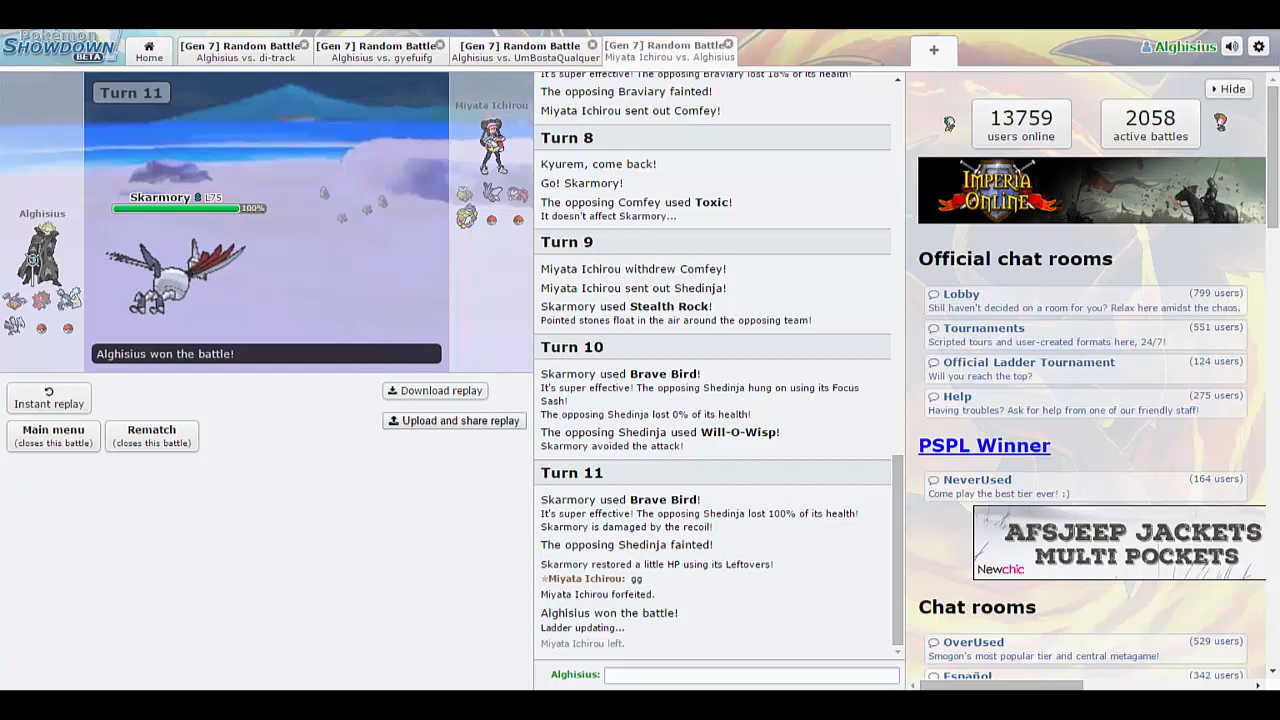 Pokémon
SHOWDOWN
BETA
Home
[Gen 7] Random Battle
Alghisius vs. di-track
[Gen 7] Random Battle
Alghisius vs. gyefuifg
[Gen 7] Random Battle
Alghisius vs. UmBostaQualquer
[Gen 7] Random Battle
Miyata Ichirou vs. Alghisius
+
Alghisius
Turn 11
Miyata Ichirou
Alghisius
Skarmory L75
100%
Alghisius won the battle!
Instant replay
Download replay
Upload and share replay
Main menu
(closes this battle)
Rematch
(closes this battle)
It's super effective! The opposing Braviary lost 18% of its health!
The opposing Braviary fainted!
Miyata Ichirou sent out Comfey!
Turn 8
Kyurem, come back!
Go! Skarmory!
The opposing Comfey used Toxic!
It doesn't affect Skarmory...
Turn 9
Miyata Ichirou withdrew Comfey!
Miyata Ichirou sent out Shedinja!
Skarmory used Stealth Rock!
Pointed stones float in the air around the opposing team!
Turn 10
Skarmory used Brave Bird!
It's super effective! The opposing Shedinja hung on using its Focus
Sash!
The opposing Shedinja lost 0% of its health!
The opposing Shedinja used Will-O-Wisp!
Skarmory avoided the attack!
Turn 11
Skarmory used Brave Bird!
It's super effective! The opposing Shedinja lost 100% of its health!
Skarmory is damaged by the recoil!
The opposing Shedinja fainted!
Skarmory restored a little HP using its Leftovers!
☆Miyata Ichirou: gg
Miyata Ichirou forfeited.
Alghisius won the battle!
Ladder updating...
Miyata Ichirou left.
Alghisius:
Hide
13759
users online
2058
active battles
IMPERIA
ONLINE
Official chat rooms
Lobby (799 users)
Still haven't decided on a room for you? Relax here amidst the chaos.
Tournaments (551 users)
Scripted tours and user-created formats here, 24/7!
Official Ladder Tournament (124 users)
Will you reach the top?
Help (275 users)
Having troubles? Ask for help from one of our friendly staff!
PSPL Winner
NeverUsed (164 users)
Come play the best tier ever! :)
AFSJEEP JACKETS
MULTI POCKETS
Newchic
Chat rooms
OverUsed (529 users)
Smogon's most popular tier and central metagame!
Español (342 users)